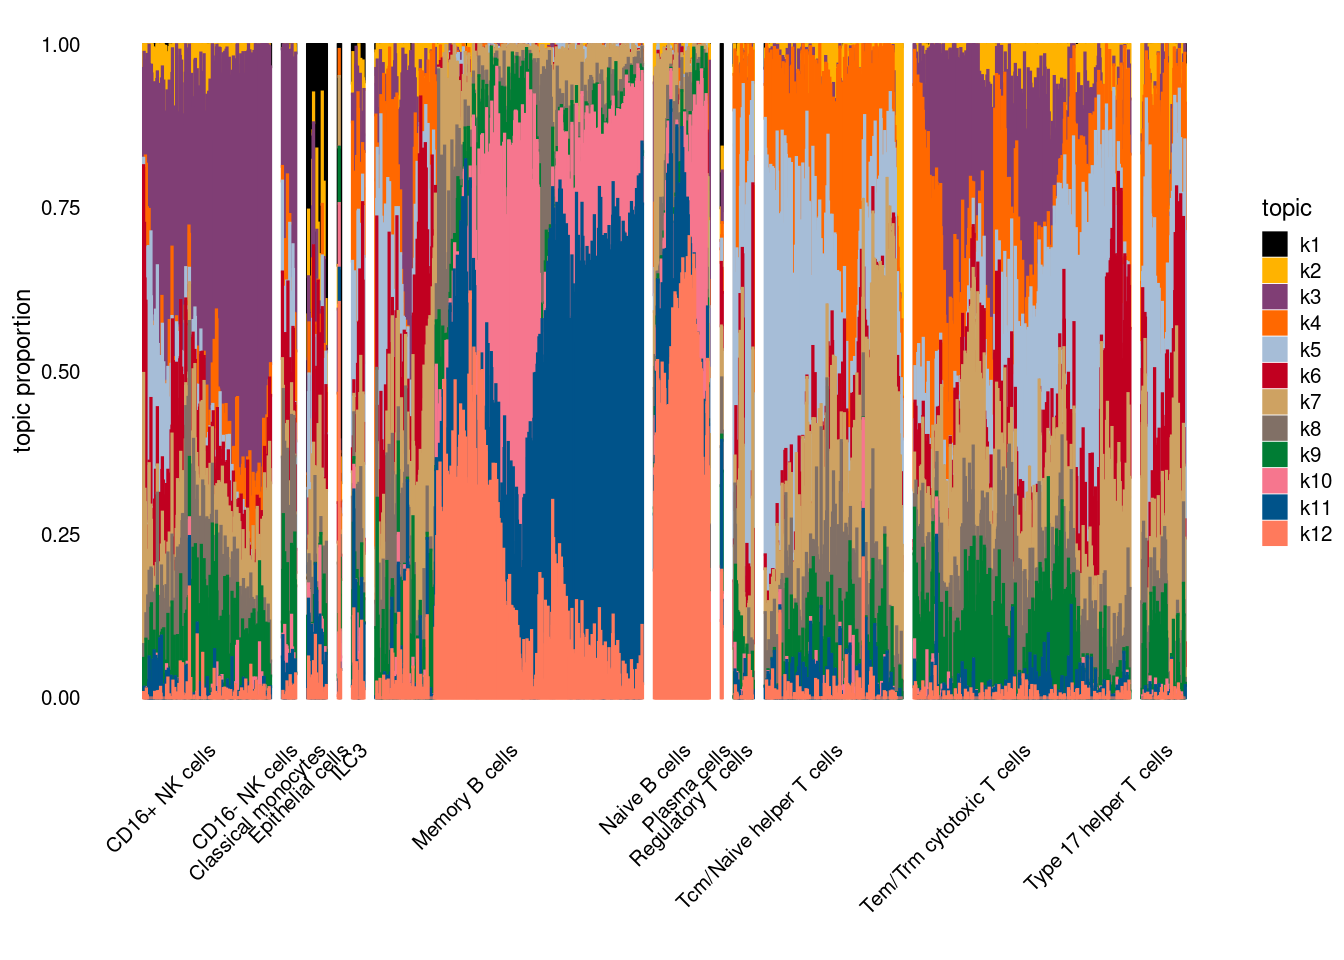 1.00
0.75
0.50
0.25
0.00
topic proportion
CD16+ NK cells
CD16- NK cells
Classical monocytes
Epithelial cells
ILC3
Memory B cells
Naive B cells
Plasma cells
Regulatory T cells
Tcm/Naive helper T cells
Tem/Trm cytotoxic T cells
Type 17 helper T cells
topic
k1
k2
k3
k4
k5
k6
k7
k8
k9
k10
k11
k12